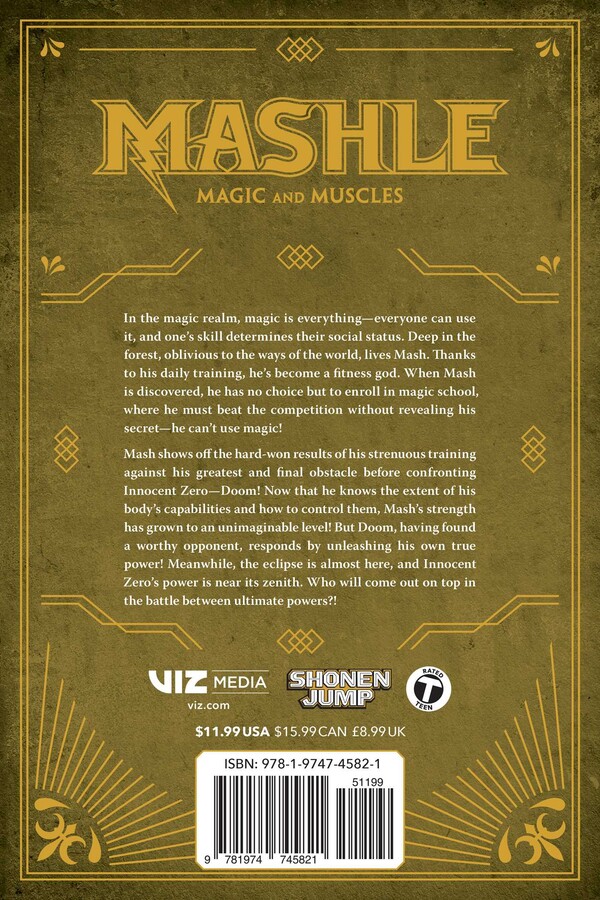 MASHLE
MAGIC AND MUSCLES
In the magic realm, magic is everything—everyone can use
it, and one's skill determines their social status. Deep in the
forest, oblivious to the ways of the world, lives Mash. Thanks
to his daily training, he's become a fitness god. When Mash
is discovered, he has no choice but to enroll in magic school,
where he must beat the competition without revealing his
secret—he can't use magic!
Mash shows off the hard-won results of his strenuous training
against his greatest and final obstacle before confronting
Innocent Zero—Doom! Now that he knows the extent of his
body's capabilities and how to control them, Mash's strength
has grown to an unimaginable level! But Doom, having found
a worthy opponent, responds by unleashing his own true
power! Meanwhile, the eclipse is almost here, and Innocent
Zero's power is near its zenith. Who will come out on top in
the battle between ultimate powers?!
VIZ MEDIA
viz.com
SHONEN
JUMP
RATED
T
TEEN
$11.99 USA $15.99 CAN £8.99 UK
ISBN: 978-1-9747-4582-1
51199
9 781974 745821